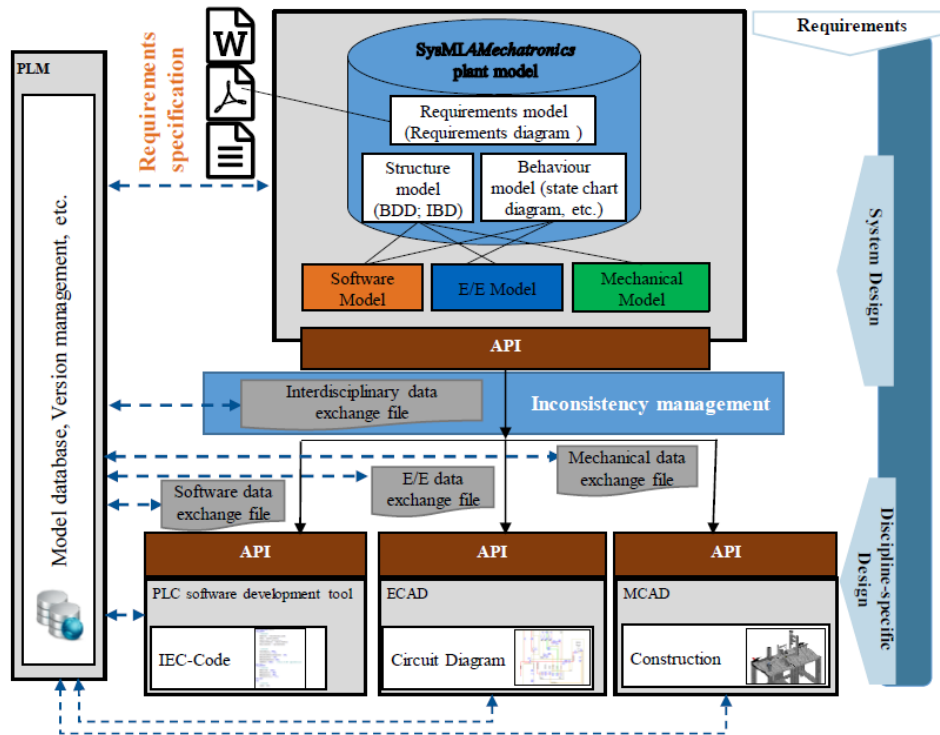 Requirements
PLM
Requirements
specification
W
SysML4Mechatronics
plant model
Requirements model
(Requirements diagram )
Structure
model
(BDD; IBD)
Behaviour
model (state chart
diagram, etc.)
Software
Model
E/E Model
Mechanical
Model
System Design
API
Model database, Version management, etc.
Interdisciplinary data
exchange file
Inconsistency management
Mechanical data
exchange file
E/E data
exchange file
Software data
exchange file
Discipline-specific
Design
API
API
API
PLC software development tool
ECAD
MCAD
IEC-Code
Circuit Diagram
Construction